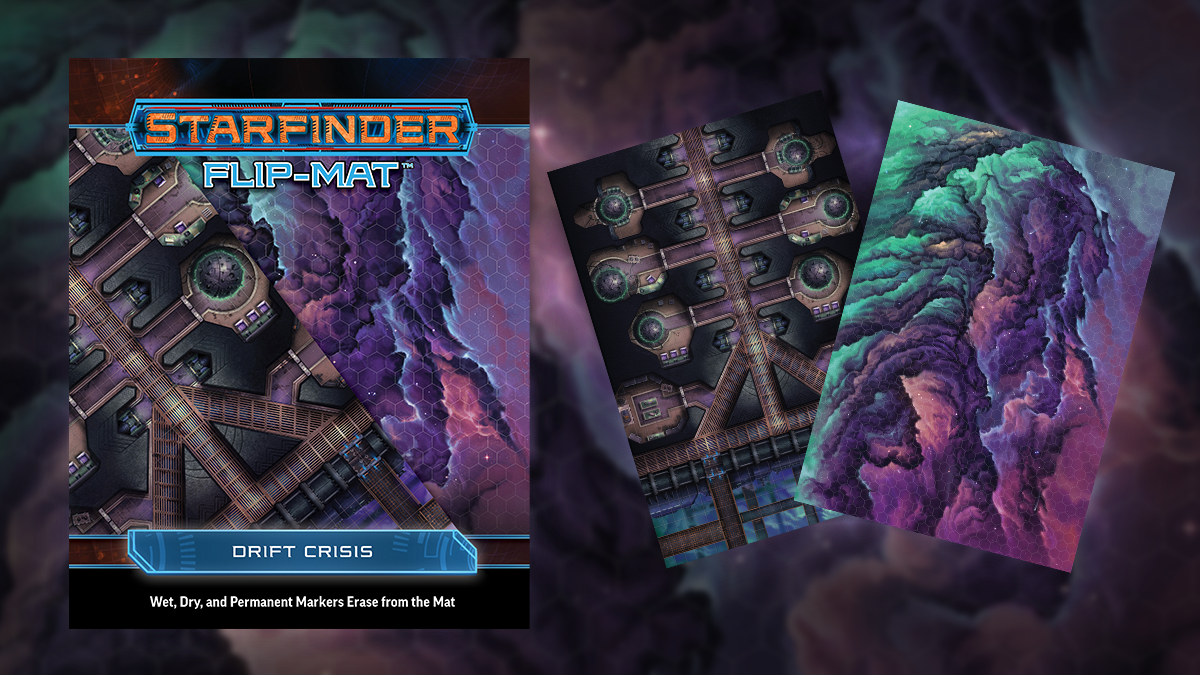 STARFINDER
FLIP-MAT™
DRIFT CRISIS
Wet, Dry, and Permanent Markers Erase from the Mat